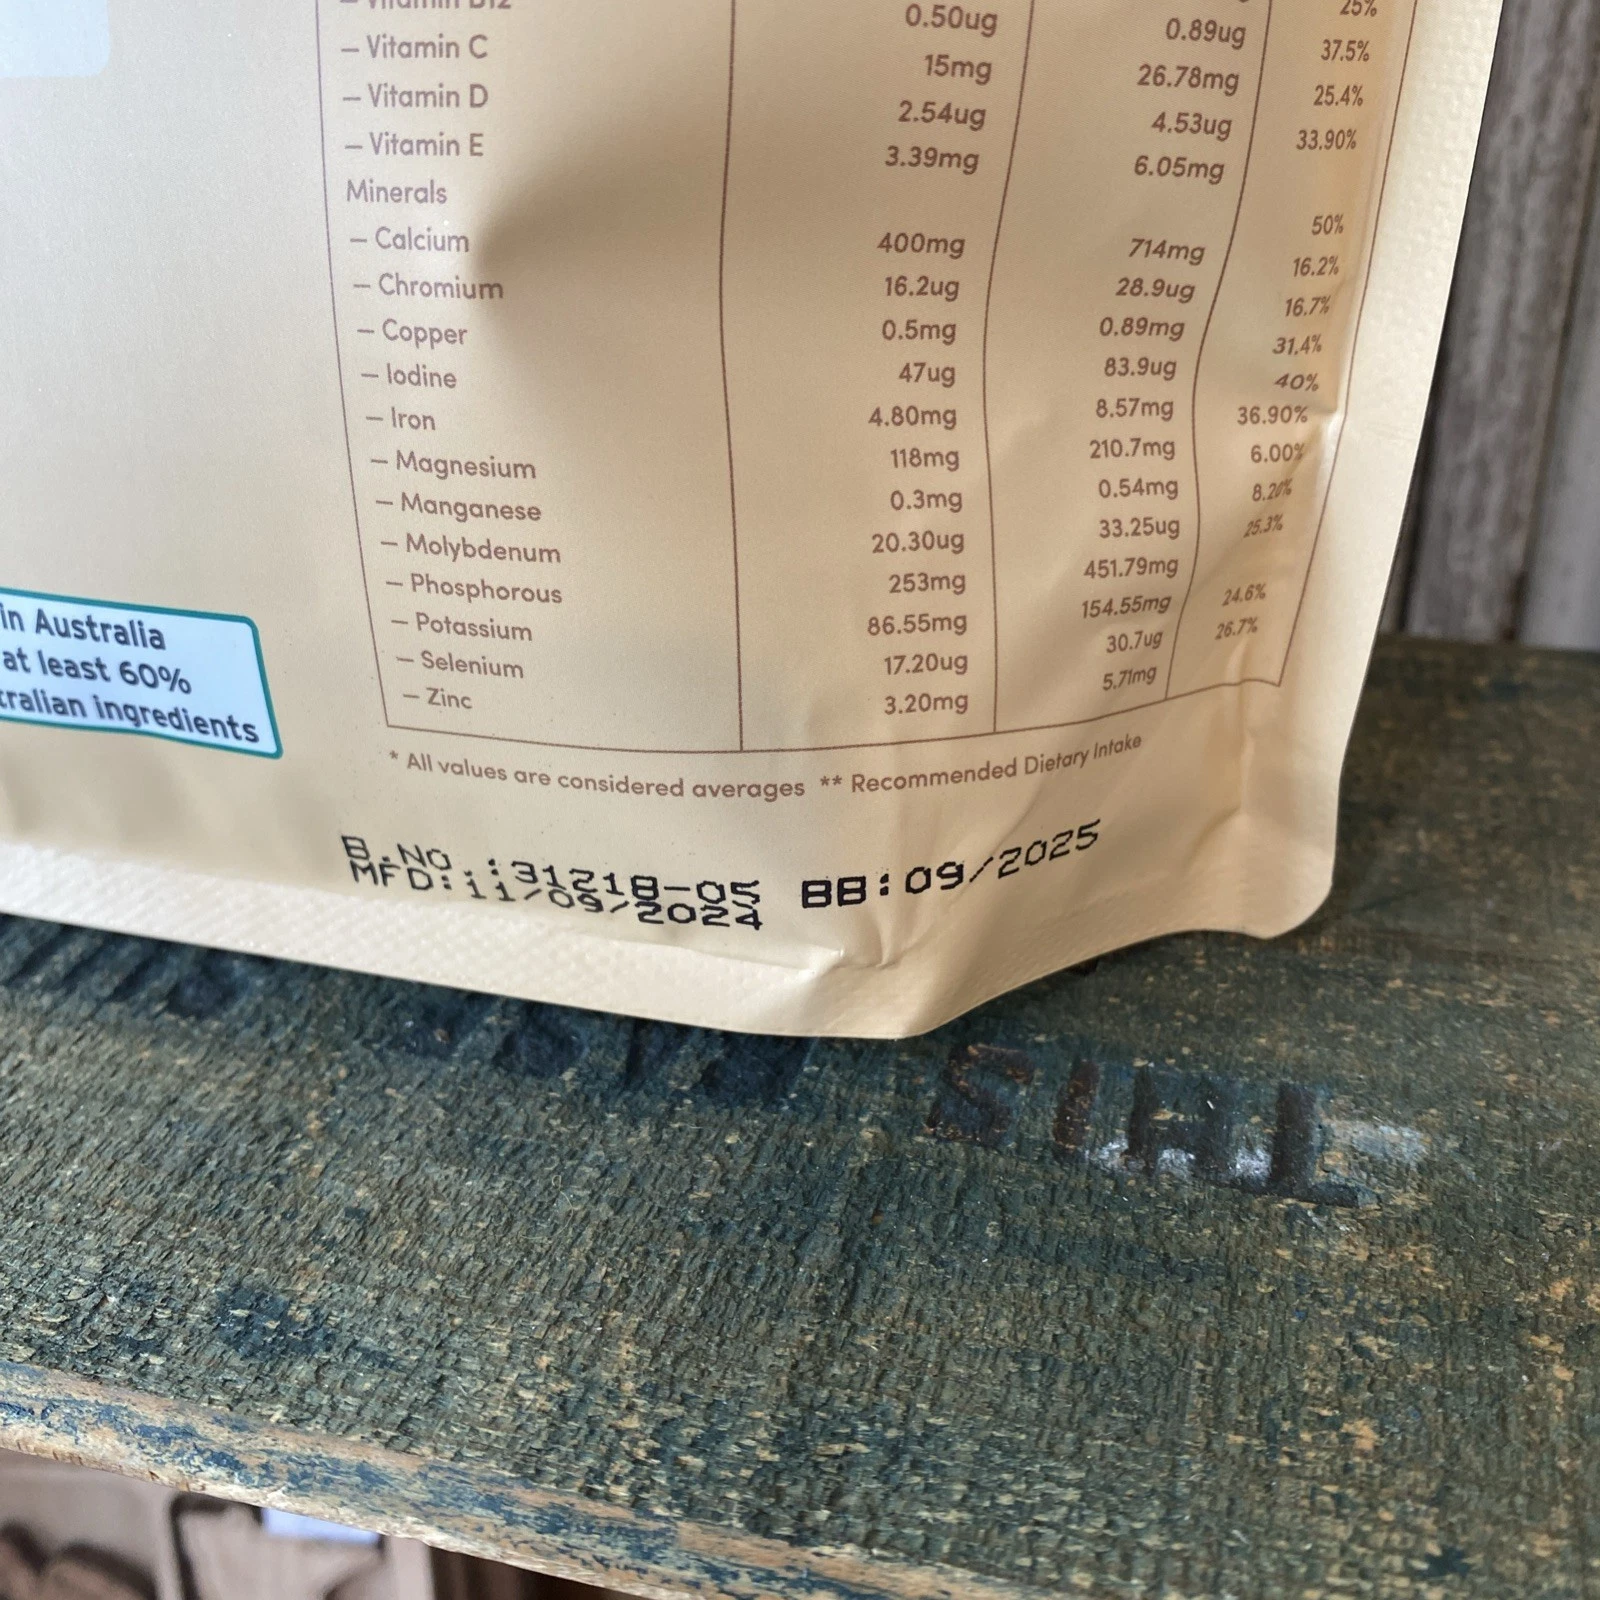 – Vitamin B12 0.50ug 0.89ug 25%
– Vitamin C 15mg 26.78mg 37.5%
– Vitamin D 2.54ug 4.53ug 25.4%
– Vitamin E 3.39mg 6.05mg 33.90%
Minerals
– Calcium 400mg 714mg 50%
– Chromium 16.2ug 28.9ug 16.2%
– Copper 0.5mg 0.89mg 16.7%
– Iodine 47ug 83.9ug 31.4%
– Iron 4.80mg 8.57mg 40%
– Magnesium 118mg 210.7mg 36.90%
– Manganese 0.3mg 0.54mg 6.00%
– Molybdenum 20.30ug 33.25ug 8.20%
– Phosphorous 253mg 451.79mg 25.3%
– Potassium 86.55mg 154.55mg
– Selenium 17.20ug 30.7ug 24.6%
– Zinc 3.20mg 5.71mg 26.7%
* All values are considered averages ** Recommended Dietary Intake
in Australia
at least 60%
tralian ingredients
B.NO.:31218-05 BB:09/2025
MFD:11/09/2024
THIS